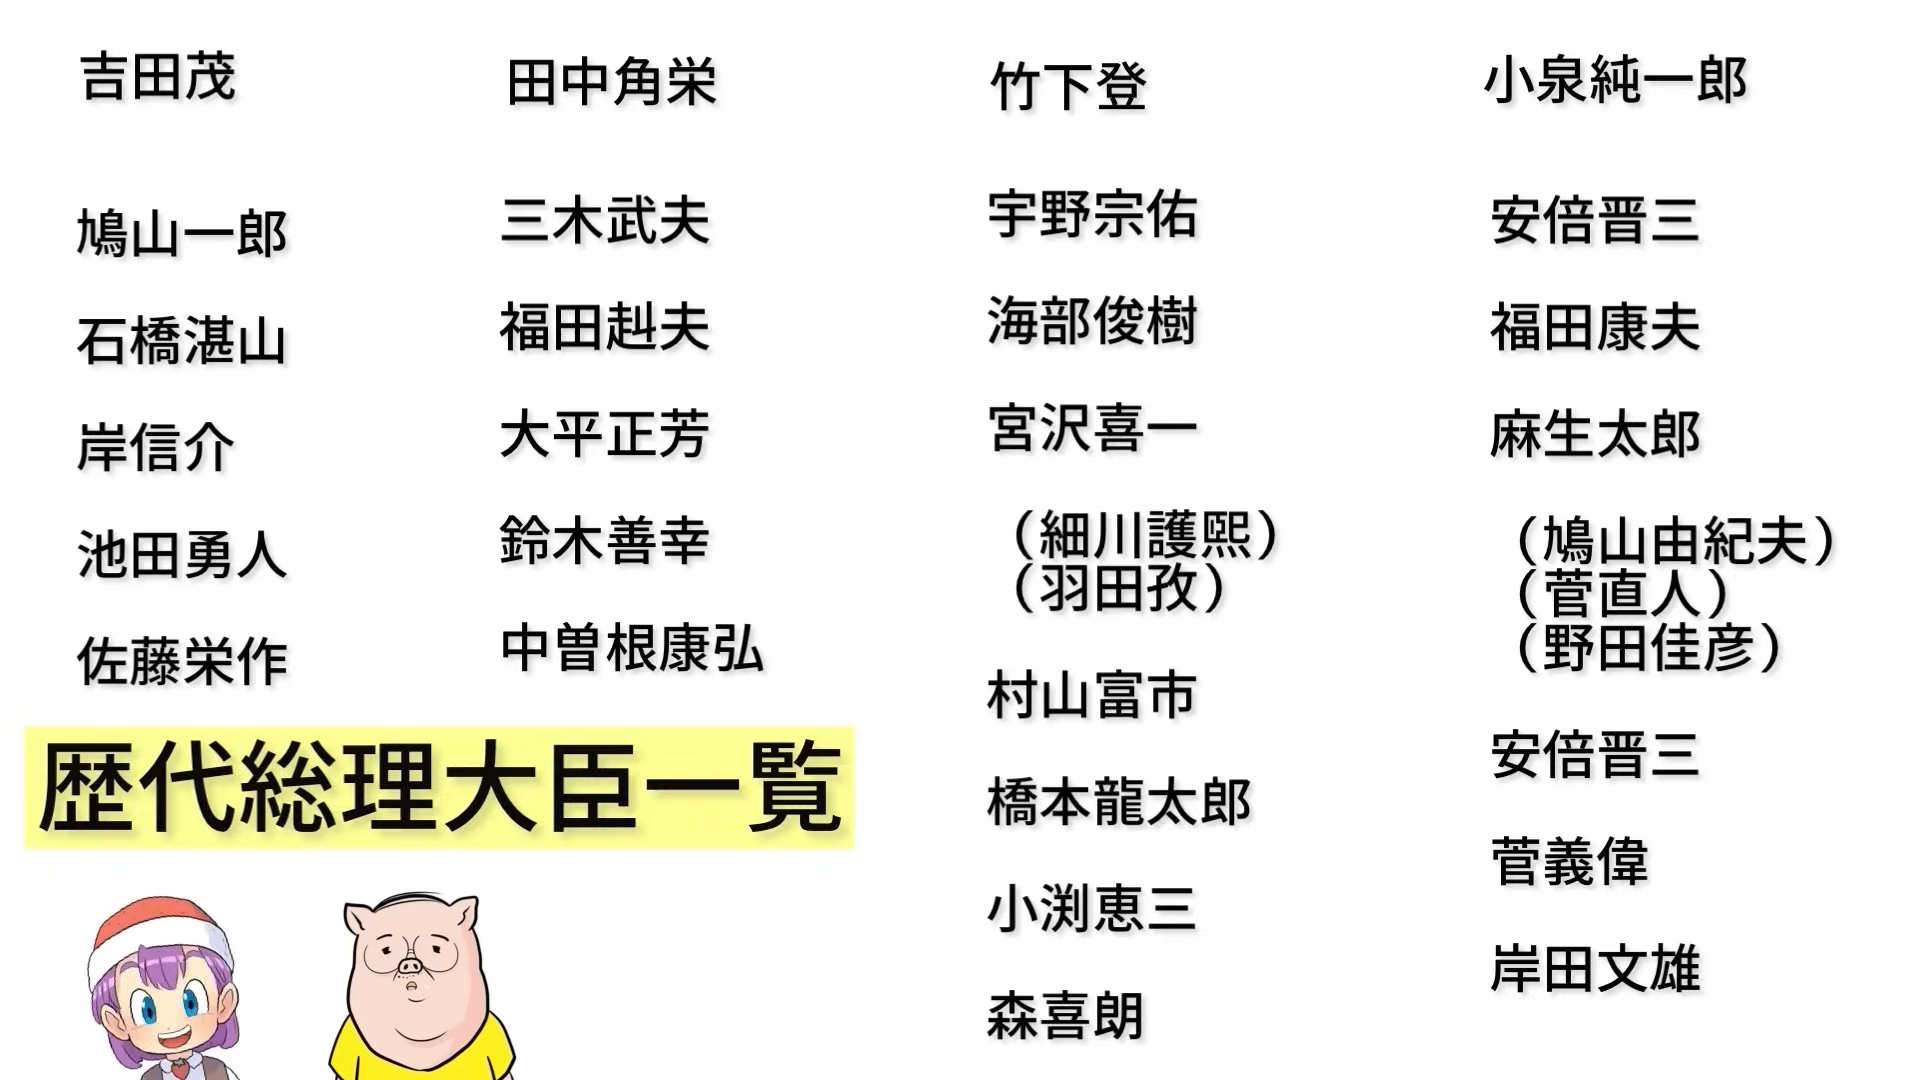 吉田茂
鳩山一郎
石橋湛山
岸信介
池田勇人
佐藤栄作
田中角栄
三木武夫
福田赳夫
大平正芳
鈴木善幸
中曽根康弘
竹下登
宇野宗佑
海部俊樹
宮沢喜一
（細川護熙）
（羽田孜）
村山富市
橋本龍太郎
小渕恵三
森喜朗
小泉純一郎
安倍晋三
福田康夫
麻生太郎
（鳩山由紀夫）
（菅直人）
（野田佳彦）
安倍晋三
菅義偉
岸田文雄
歴代総理大臣一覧